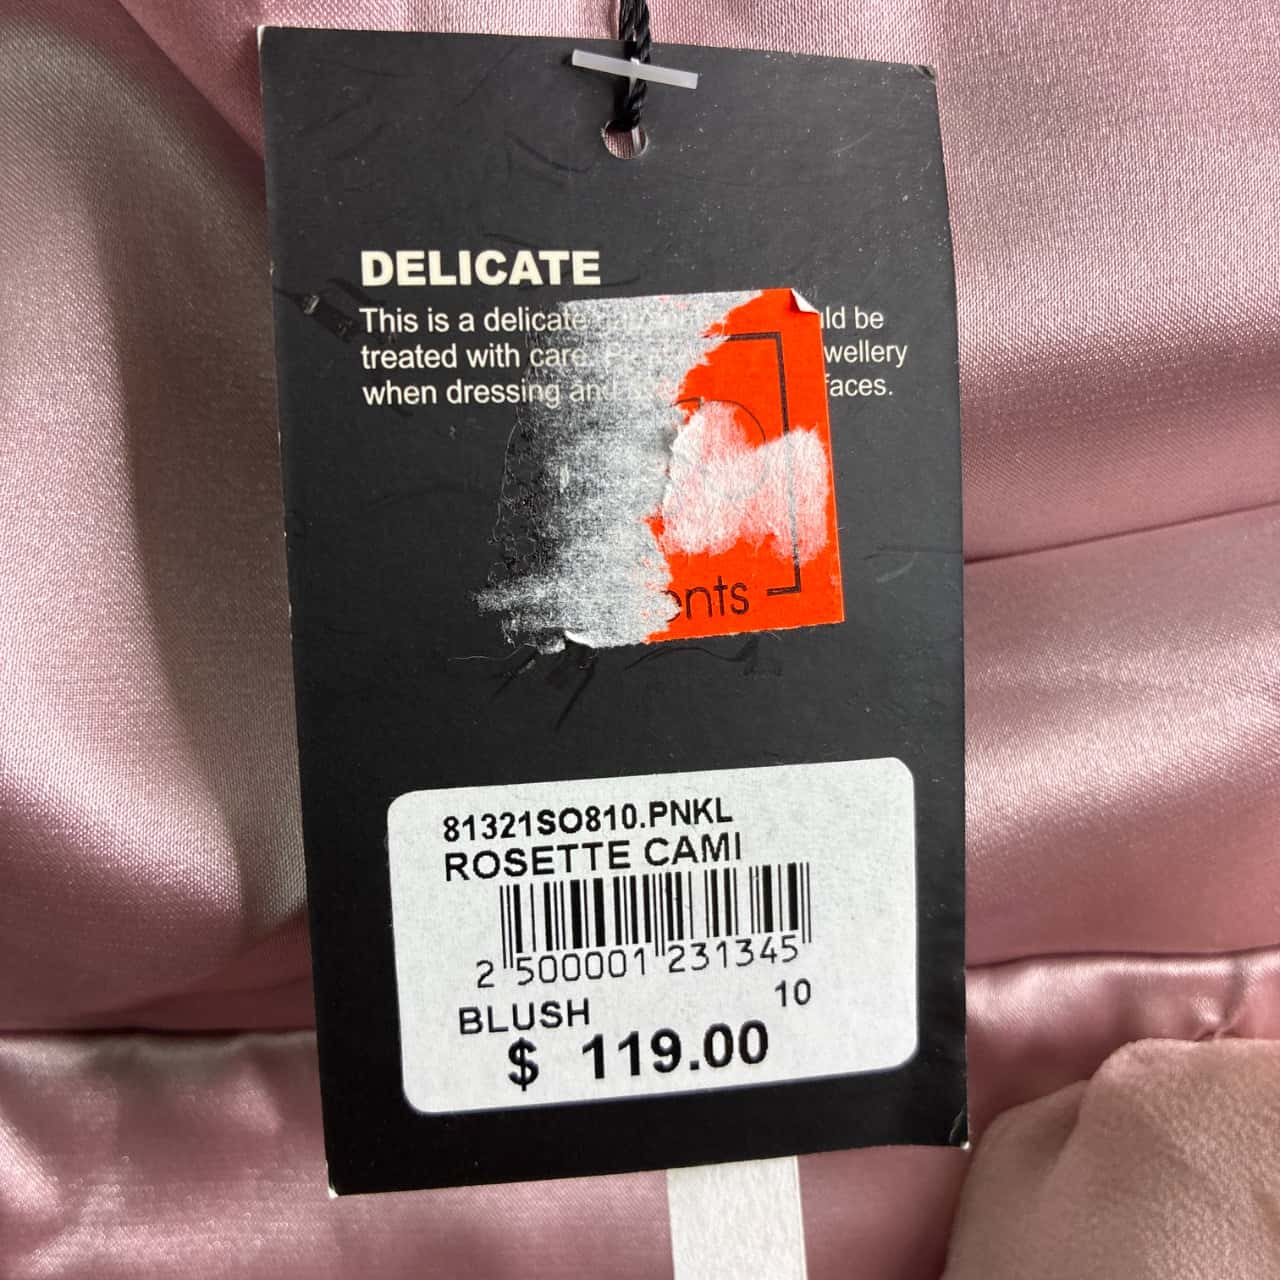 DELICATE
This is a delicate ld be
treated with care. wellery
when dressing and faces.
ents
81321SO810.PNKL
ROSETTE CAMI
2 500001 231345
BLUSH 10
$ 119.00